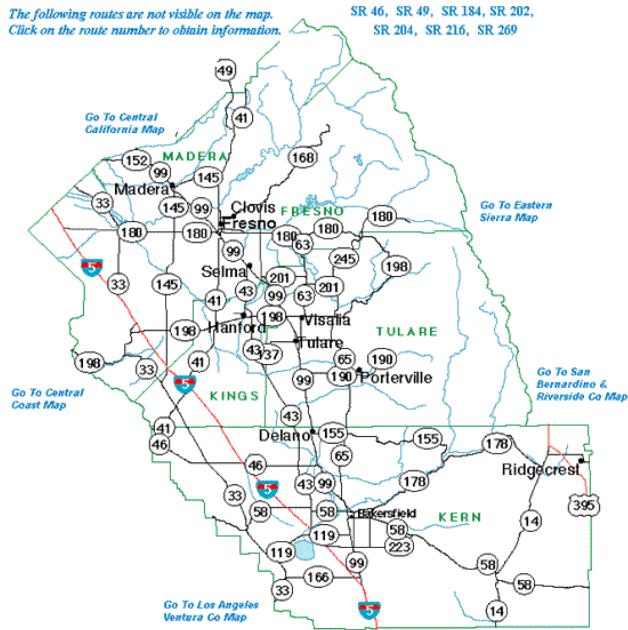 The following routes are not visible on the map.
Click on the route number to obtain information.
SR 46, SR 49, SR 184, SR 202,
SR 204, SR 216, SR 269
49
41
Go To Central
California Map
152
MADERA
168
99
145
Madera
33
145
99
Clovis
FRESNO
Fresno
180
Go To Eastern
Sierra Map
180
180
180
180
63
99
245
198
5
Selma
201
201
33
145
43
99
63
41
198
Hanford
Visalia
198
TULARE
Tulare
43
137
198
33
41
65
190
5
99
190
Porterville
Go To Central
Coast Map
KINGS
Go To San
Bernardino &
Riverside Co Map
43
41
Delano
155
155
178
46
65
46
Ridgecrest
5
43
99
178
33
395
58
58
Bakersfield
KERN
14
58
119
119
223
99
58
166
58
33
Go To Los Angeles
Ventura Co Map
5
14